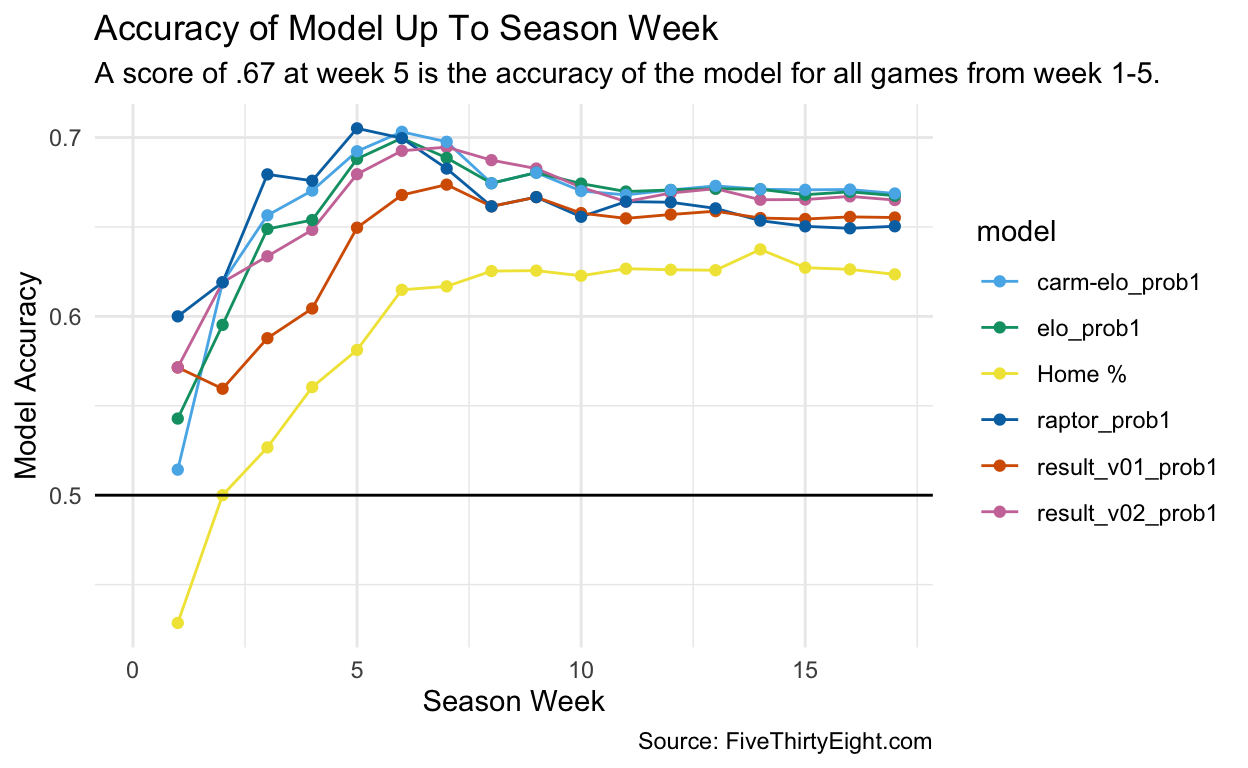 Accuracy of Model Up To Season Week
A score of .67 at week 5 is the accuracy of the model for all games from week 1-5.
0.7
0.6
0.5
Model Accuracy
0 5 10 15
Season Week
model
carm-elo_prob1
elo_prob1
Home %
raptor_prob1
result_v01_prob1
result_v02_prob1
Source: FiveThirtyEight.com